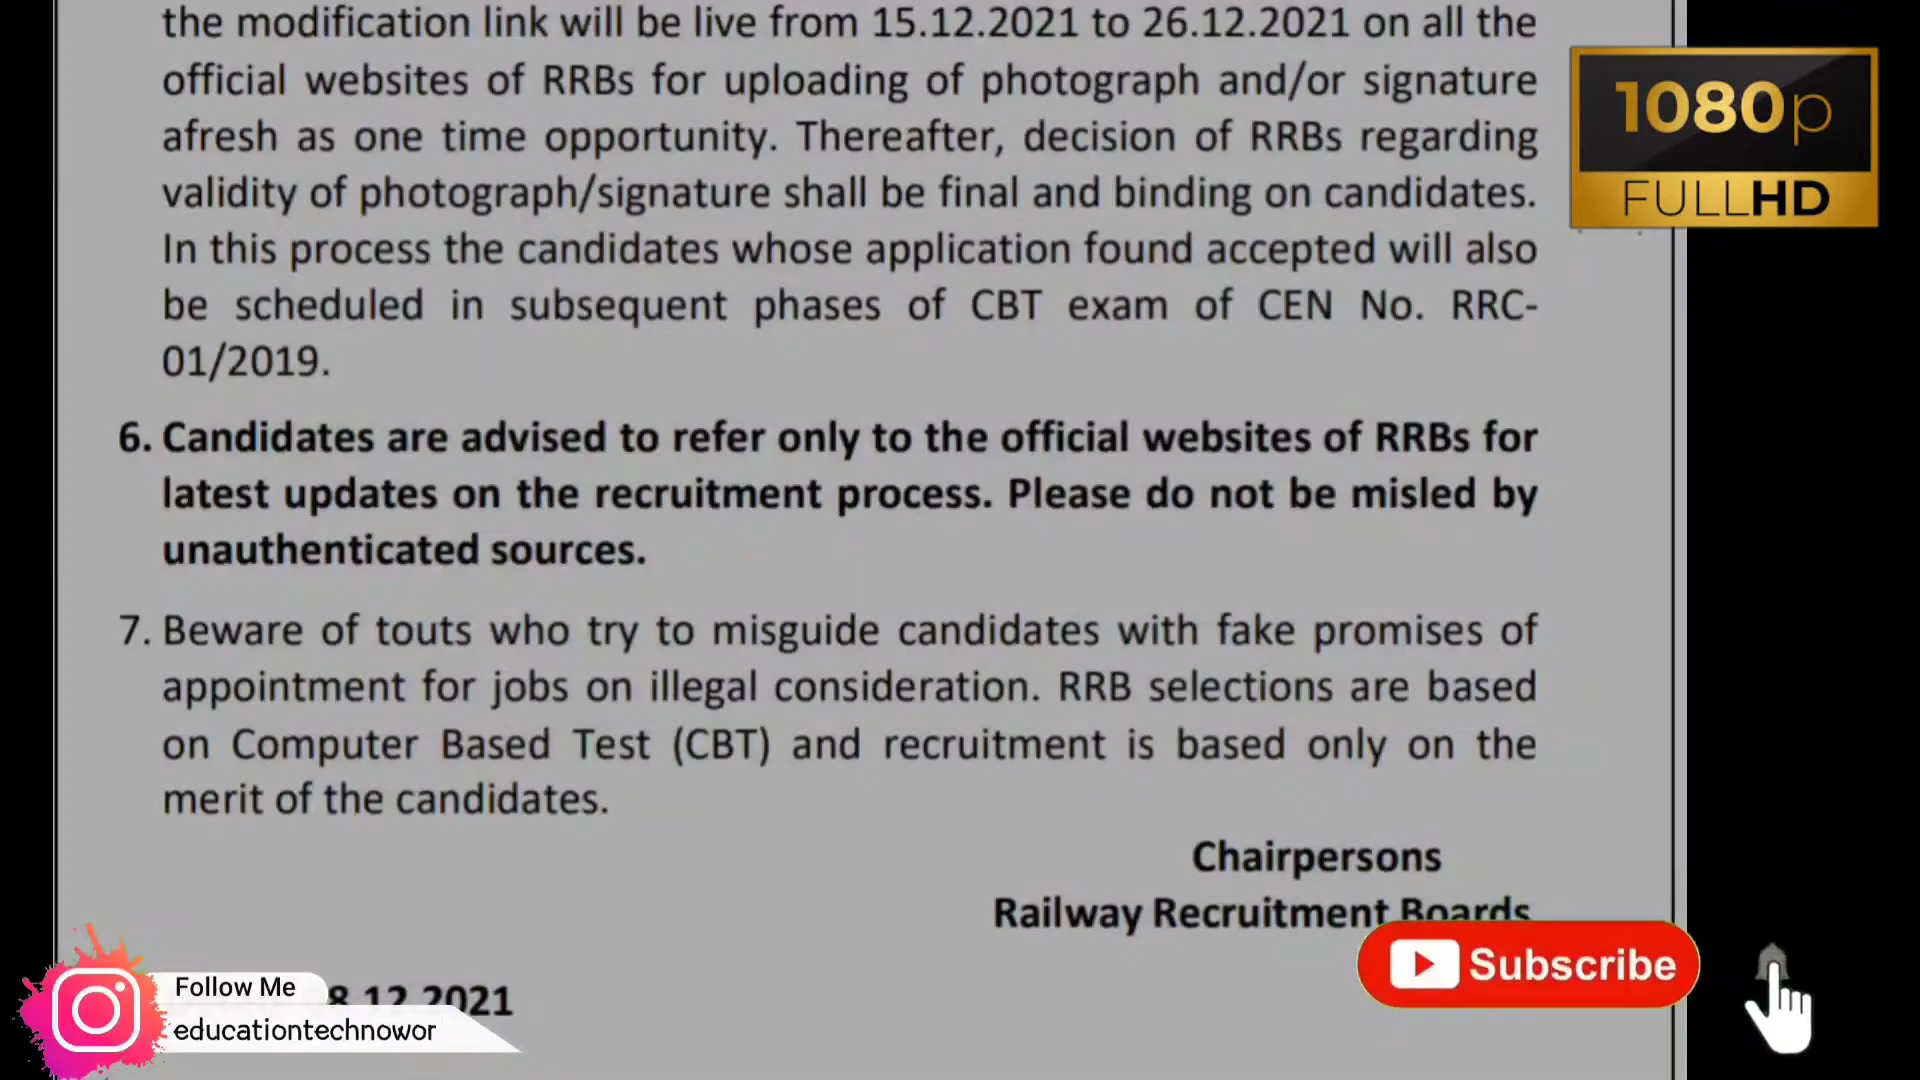 the modification link will be live from 15.12.2021 to 26.12.2021 on all the
official websites of RRBs for uploading of photograph and/or signature
afresh as one time opportunity. Thereafter, decision of RRBs regarding
validity of photograph/signature shall be final and binding on candidates.
In this process the candidates whose application found accepted will also
be scheduled in subsequent phases of CBT exam of CEN No. RRC-
01/2019.
6. Candidates are advised to refer only to the official websites of RRBs for
latest updates on the recruitment process. Please do not be misled by
unauthenticated sources.
7. Beware of touts who try to misguide candidates with fake promises of
appointment for jobs on illegal consideration. RRB selections are based
on Computer Based Test (CBT) and recruitment is based only on the
merit of the candidates.
Chairpersons
Railway Recruitment Boards
8.12.2021
1080p
FULLHD
Subscribe
Follow Me
educationtechnowor